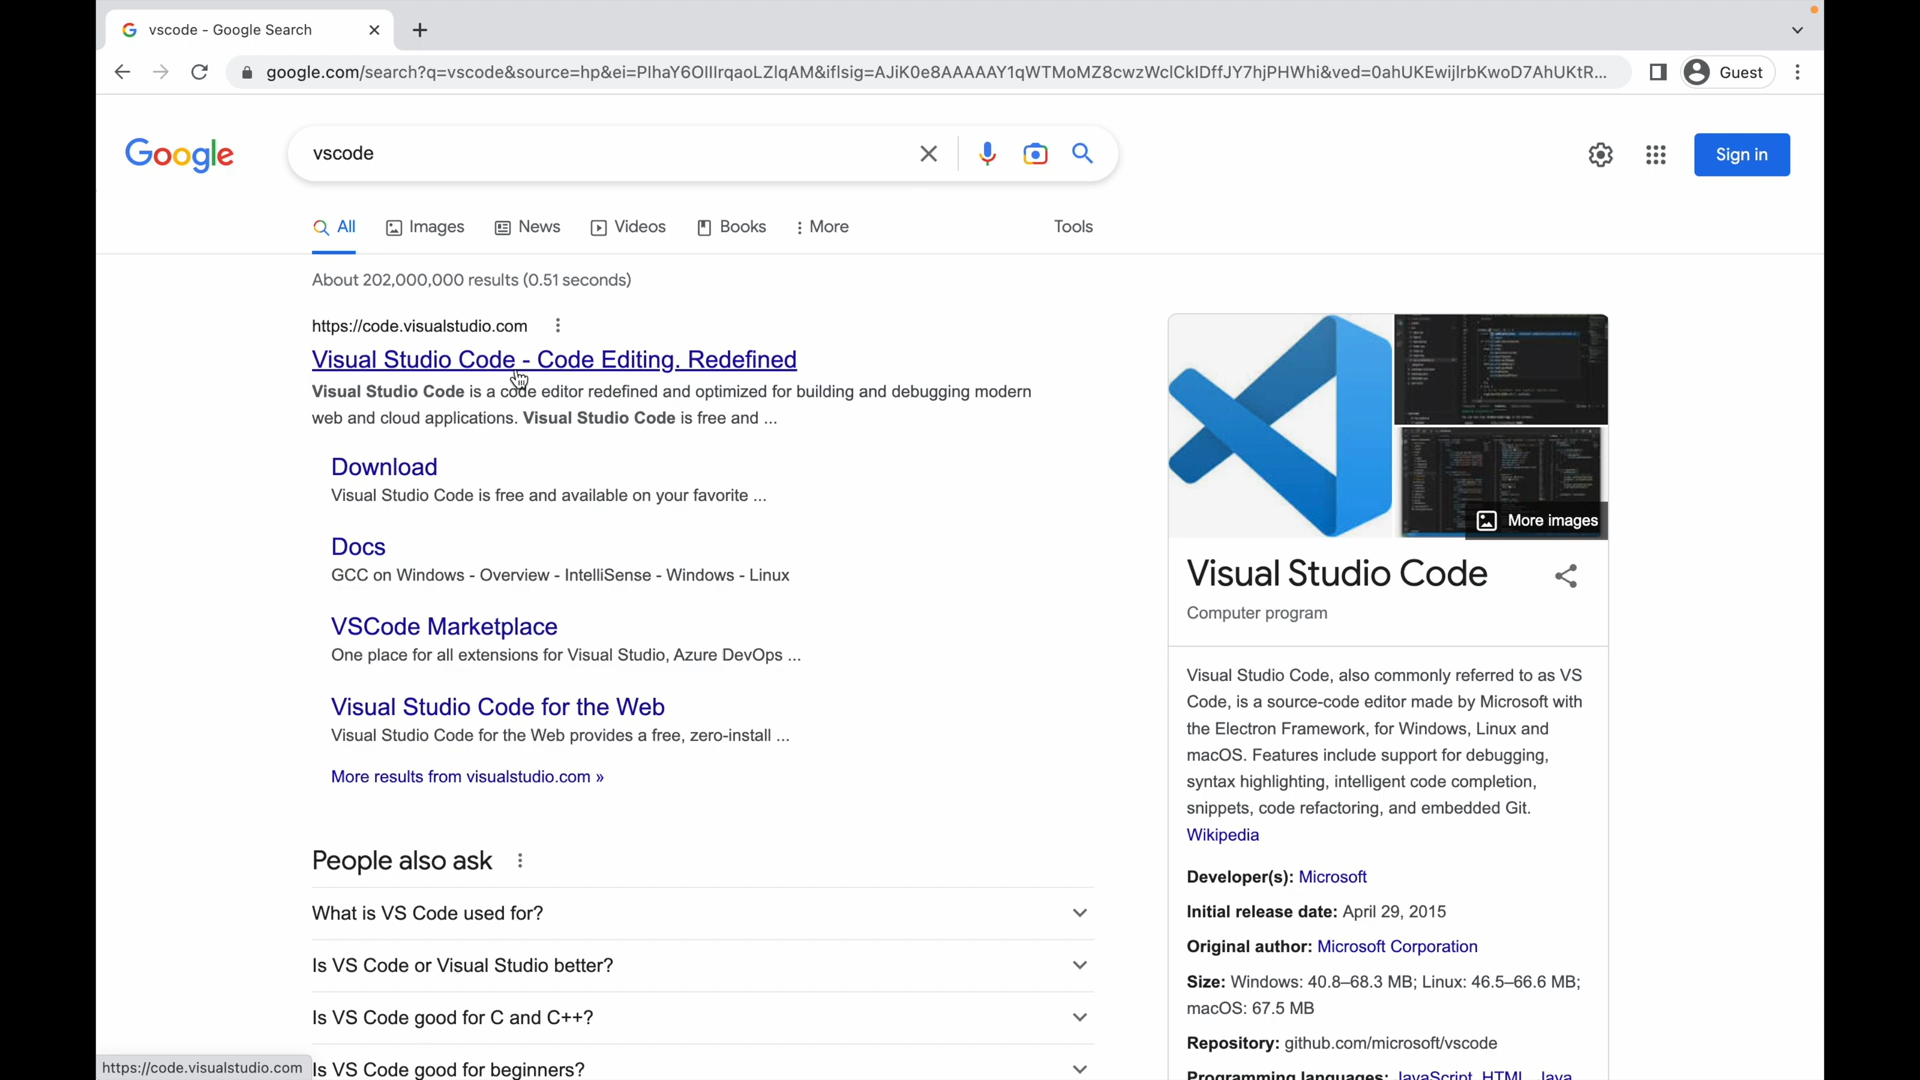 vscode - Google Search
google.com/search?q=vscode&source=hp&ei=PlhaY6OIIIrqaoLZlqAM&iflsig=AJiK0e8AAAAAY1qWTMoMZ8cwzWclCkIDffJY7hjPHWhi&ved=0ahUKEwijlrbKwoD7AhUKtR...
Guest
Google
vscode
Sign in
All
Images
News
Videos
Books
More
Tools
About 202,000,000 results (0.51 seconds)
https://code.visualstudio.com
Visual Studio Code - Code Editing. Redefined
Visual Studio Code is a code editor redefined and optimized for building and debugging modern
web and cloud applications. Visual Studio Code is free and ...
Download
Visual Studio Code is free and available on your favorite ...
Docs
GCC on Windows - Overview - IntelliSense - Windows - Linux
VSCode Marketplace
One place for all extensions for Visual Studio, Azure DevOps ...
Visual Studio Code for the Web
Visual Studio Code for the Web provides a free, zero-install ...
More results from visualstudio.com »
People also ask
What is VS Code used for?
Is VS Code or Visual Studio better?
Is VS Code good for C and C++?
Is VS Code good for beginners?
https://code.visualstudio.com
More images
Visual Studio Code
Computer program
Visual Studio Code, also commonly referred to as VS
Code, is a source-code editor made by Microsoft with
the Electron Framework, for Windows, Linux and
macOS. Features include support for debugging,
syntax highlighting, intelligent code completion,
snippets, code refactoring, and embedded Git.
Wikipedia
Developer(s): Microsoft
Initial release date: April 29, 2015
Original author: Microsoft Corporation
Size: Windows: 40.8–68.3 MB; Linux: 46.5–66.6 MB;
macOS: 67.5 MB
Repository: github.com/microsoft/vscode
Programming languages: JavaScript, HTML, Java